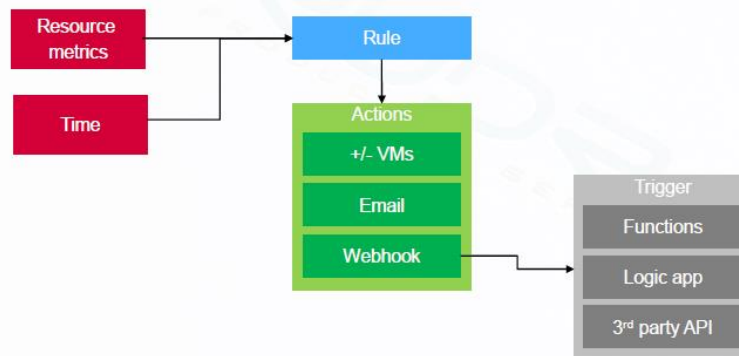 Resource
metrics
Rule
Time
Actions
+/- VMs
Email
Webhook
Trigger
Functions
Logic app
3rd party API